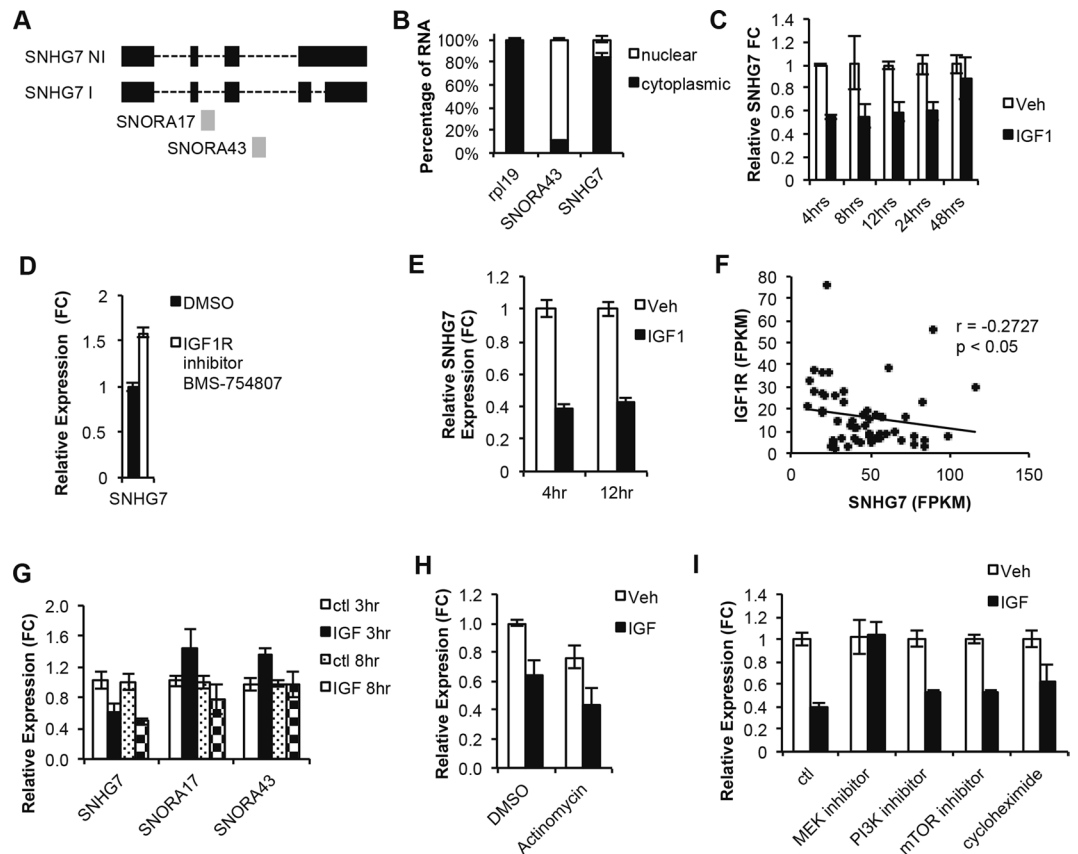 A
SNHG7 NI
SNHG7 I
SNORA17
SNORA43
B
Percentage of RNA
100%
80%
60%
40%
20%
0%
rpl19
SNORA43
SNHG7
nuclear
cytoplasmic
C
Relative SNHG7 FC
1.4
1.2
1
0.8
0.6
0.4
0.2
0
4hrs
8hrs
12hrs
24hrs
48hrs
Veh
IGF1
D
Relative Expression (FC)
2
1.5
1
0.5
0
SNHG7
DMSO
IGF1R
inhibitor
BMS-754807
E
Relative SNHG7
Expression (FC)
1.2
1
0.8
0.6
0.4
0.2
0
4hr
12hr
Veh
IGF1
F
IGF1R (FPKM)
80
70
60
50
40
30
20
10
0
0
50
100
150
SNHG7 (FPKM)
r = -0.2727
p < 0.05
G
Relative Expression (FC)
2.0
1.6
1.2
0.8
0.4
0.0
SNHG7
SNORA17
SNORA43
ctl 3hr
IGF 3hr
ctl 8hr
IGF 8hr
H
Relative Expression (FC)
1.2
1.0
0.8
0.6
0.4
0.2
0.0
DMSO
Actinomycin
Veh
IGF
I
Relative Expression (FC)
1.4
1.2
1
0.8
0.6
0.4
0.2
0
ctl
MEK inhibitor
PI3K inhibitor
mTOR inhibitor
cycloheximide
Veh
IGF